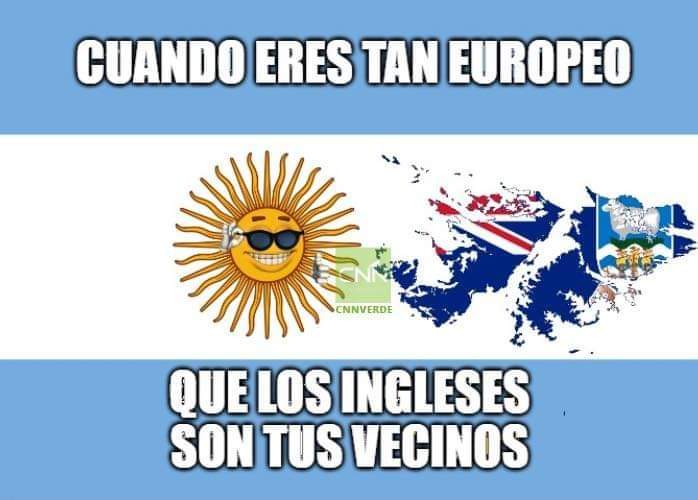 CUANDO ERES TAN EUROPEO
CNN
CNNVERDE
QUE LOS INGLESES
SON TUS VECINOS